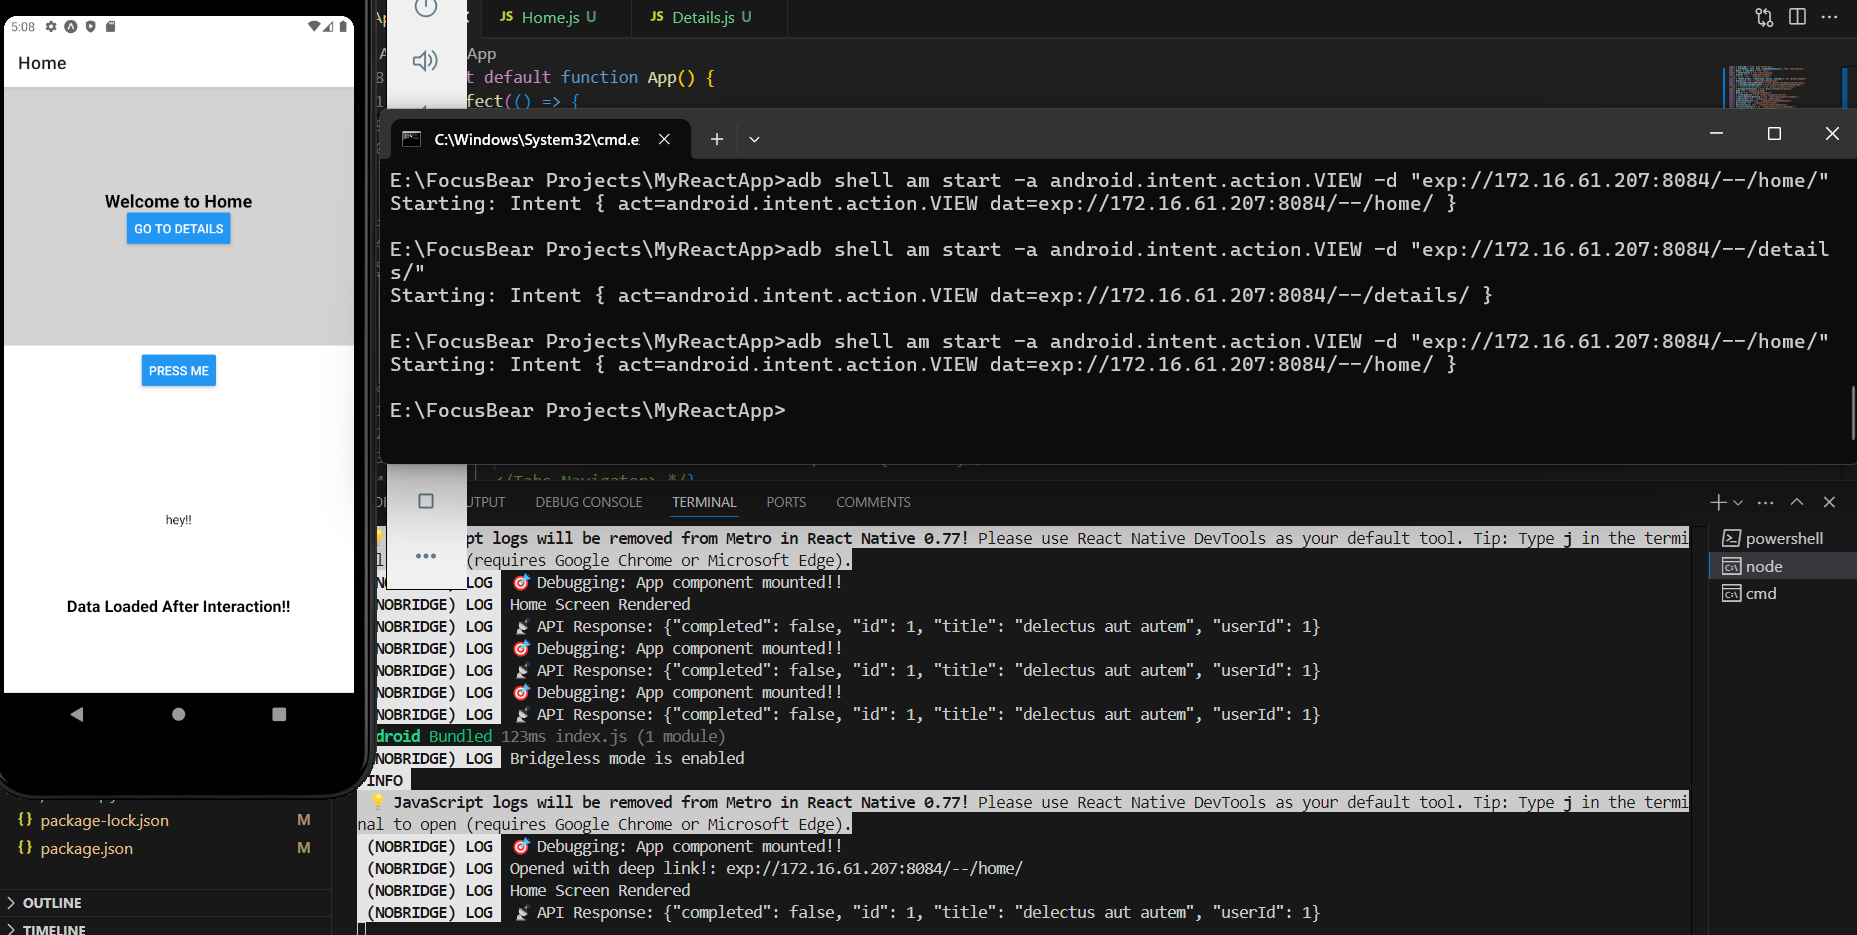 5:08
Home
Welcome to Home
GO TO DETAILS
PRESS ME
hey!!
Data Loaded After Interaction!!
JS Home.js U
JS Details.js U
App
t default function App() {
fect(() => {
C:\Windows\System32\cmd.e
E:\FocusBear Projects\MyReactApp>adb shell am start -a android.intent.action.VIEW -d "exp://172.16.61.207:8084/--/home/"
Starting: Intent { act=android.intent.action.VIEW dat=exp://172.16.61.207:8084/--/home/ }
E:\FocusBear Projects\MyReactApp>adb shell am start -a android.intent.action.VIEW -d "exp://172.16.61.207:8084/--/detail
s/"
Starting: Intent { act=android.intent.action.VIEW dat=exp://172.16.61.207:8084/--/details/ }
E:\FocusBear Projects\MyReactApp>adb shell am start -a android.intent.action.VIEW -d "exp://172.16.61.207:8084/--/home/"
Starting: Intent { act=android.intent.action.VIEW dat=exp://172.16.61.207:8084/--/home/ }
E:\FocusBear Projects\MyReactApp>
</Tabs.Navigator> */}
UTPUT DEBUG CONSOLE TERMINAL PORTS COMMENTS
pt logs will be removed from Metro in React Native 0.77! Please use React Native DevTools as your default tool. Tip: Type j in the termi
l (requires Google Chrome or Microsoft Edge).
LOG 🎯 Debugging: App component mounted!!
NOBRIDGE) LOG Home Screen Rendered
NOBRIDGE) LOG 📡 API Response: {"completed": false, "id": 1, "title": "delectus aut autem", "userId": 1}
NOBRIDGE) LOG 🎯 Debugging: App component mounted!!
NOBRIDGE) LOG 📡 API Response: {"completed": false, "id": 1, "title": "delectus aut autem", "userId": 1}
NOBRIDGE) LOG 🎯 Debugging: App component mounted!!
NOBRIDGE) LOG 📡 API Response: {"completed": false, "id": 1, "title": "delectus aut autem", "userId": 1}
droid Bundled 123ms index.js (1 module)
NOBRIDGE) LOG Bridgeless mode is enabled
INFO
💡 JavaScript logs will be removed from Metro in React Native 0.77! Please use React Native DevTools as your default tool. Tip: Type j in the termi
nal to open (requires Google Chrome or Microsoft Edge).
(NOBRIDGE) LOG 🎯 Debugging: App component mounted!!
(NOBRIDGE) LOG Opened with deep link!: exp://172.16.61.207:8084/--/home/
(NOBRIDGE) LOG Home Screen Rendered
(NOBRIDGE) LOG 📡 API Response: {"completed": false, "id": 1, "title": "delectus aut autem", "userId": 1}
powershell
node
cmd
{} package-lock.json M
{} package.json M
OUTLINE
TIMELINE